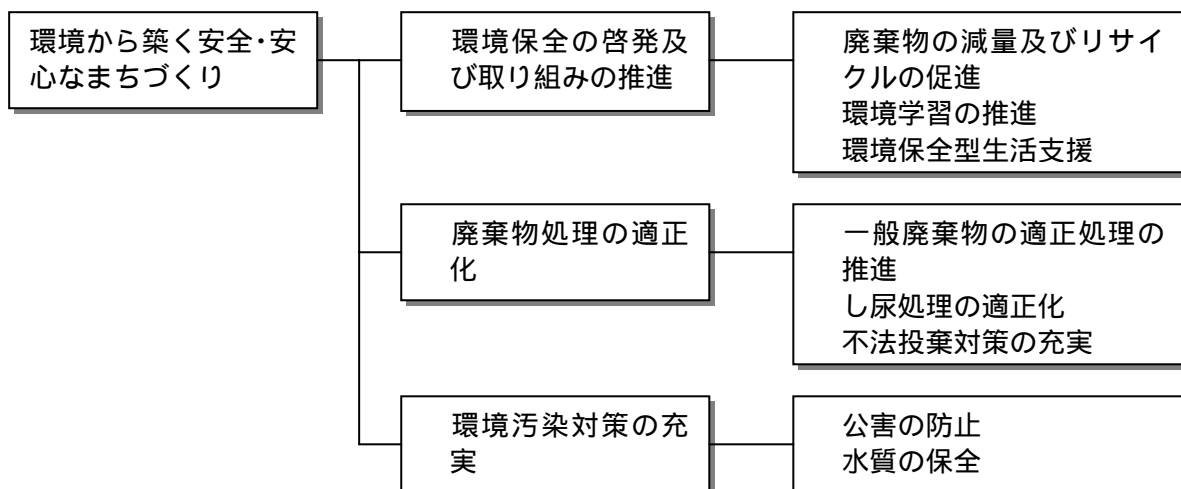 環境から築く安全・安
心なまちづくり
環境保全の啓発及
び取り組みの推進
廃棄物の減量及びリサイ
クルの促進
環境学習の推進
環境保全型生活支援
廃棄物処理の適正
化
一般廃棄物の適正処理の
推進
し尿処理の適正化
不法投棄対策の充実
環境汚染対策の充
実
公害の防止
水質の保全